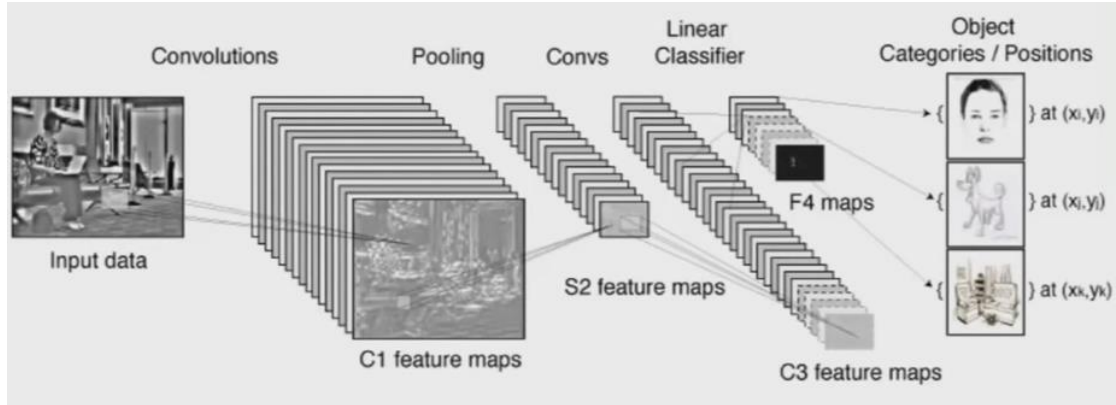 Convolutions
Pooling
Convs
Linear
Classifier
Object
Categories / Positions
Input data
C1 feature maps
S2 feature maps
C3 feature maps
F4 maps
{ } at (xi,yi)
{ } at (xj,yj)
{ } at (xk,yk)